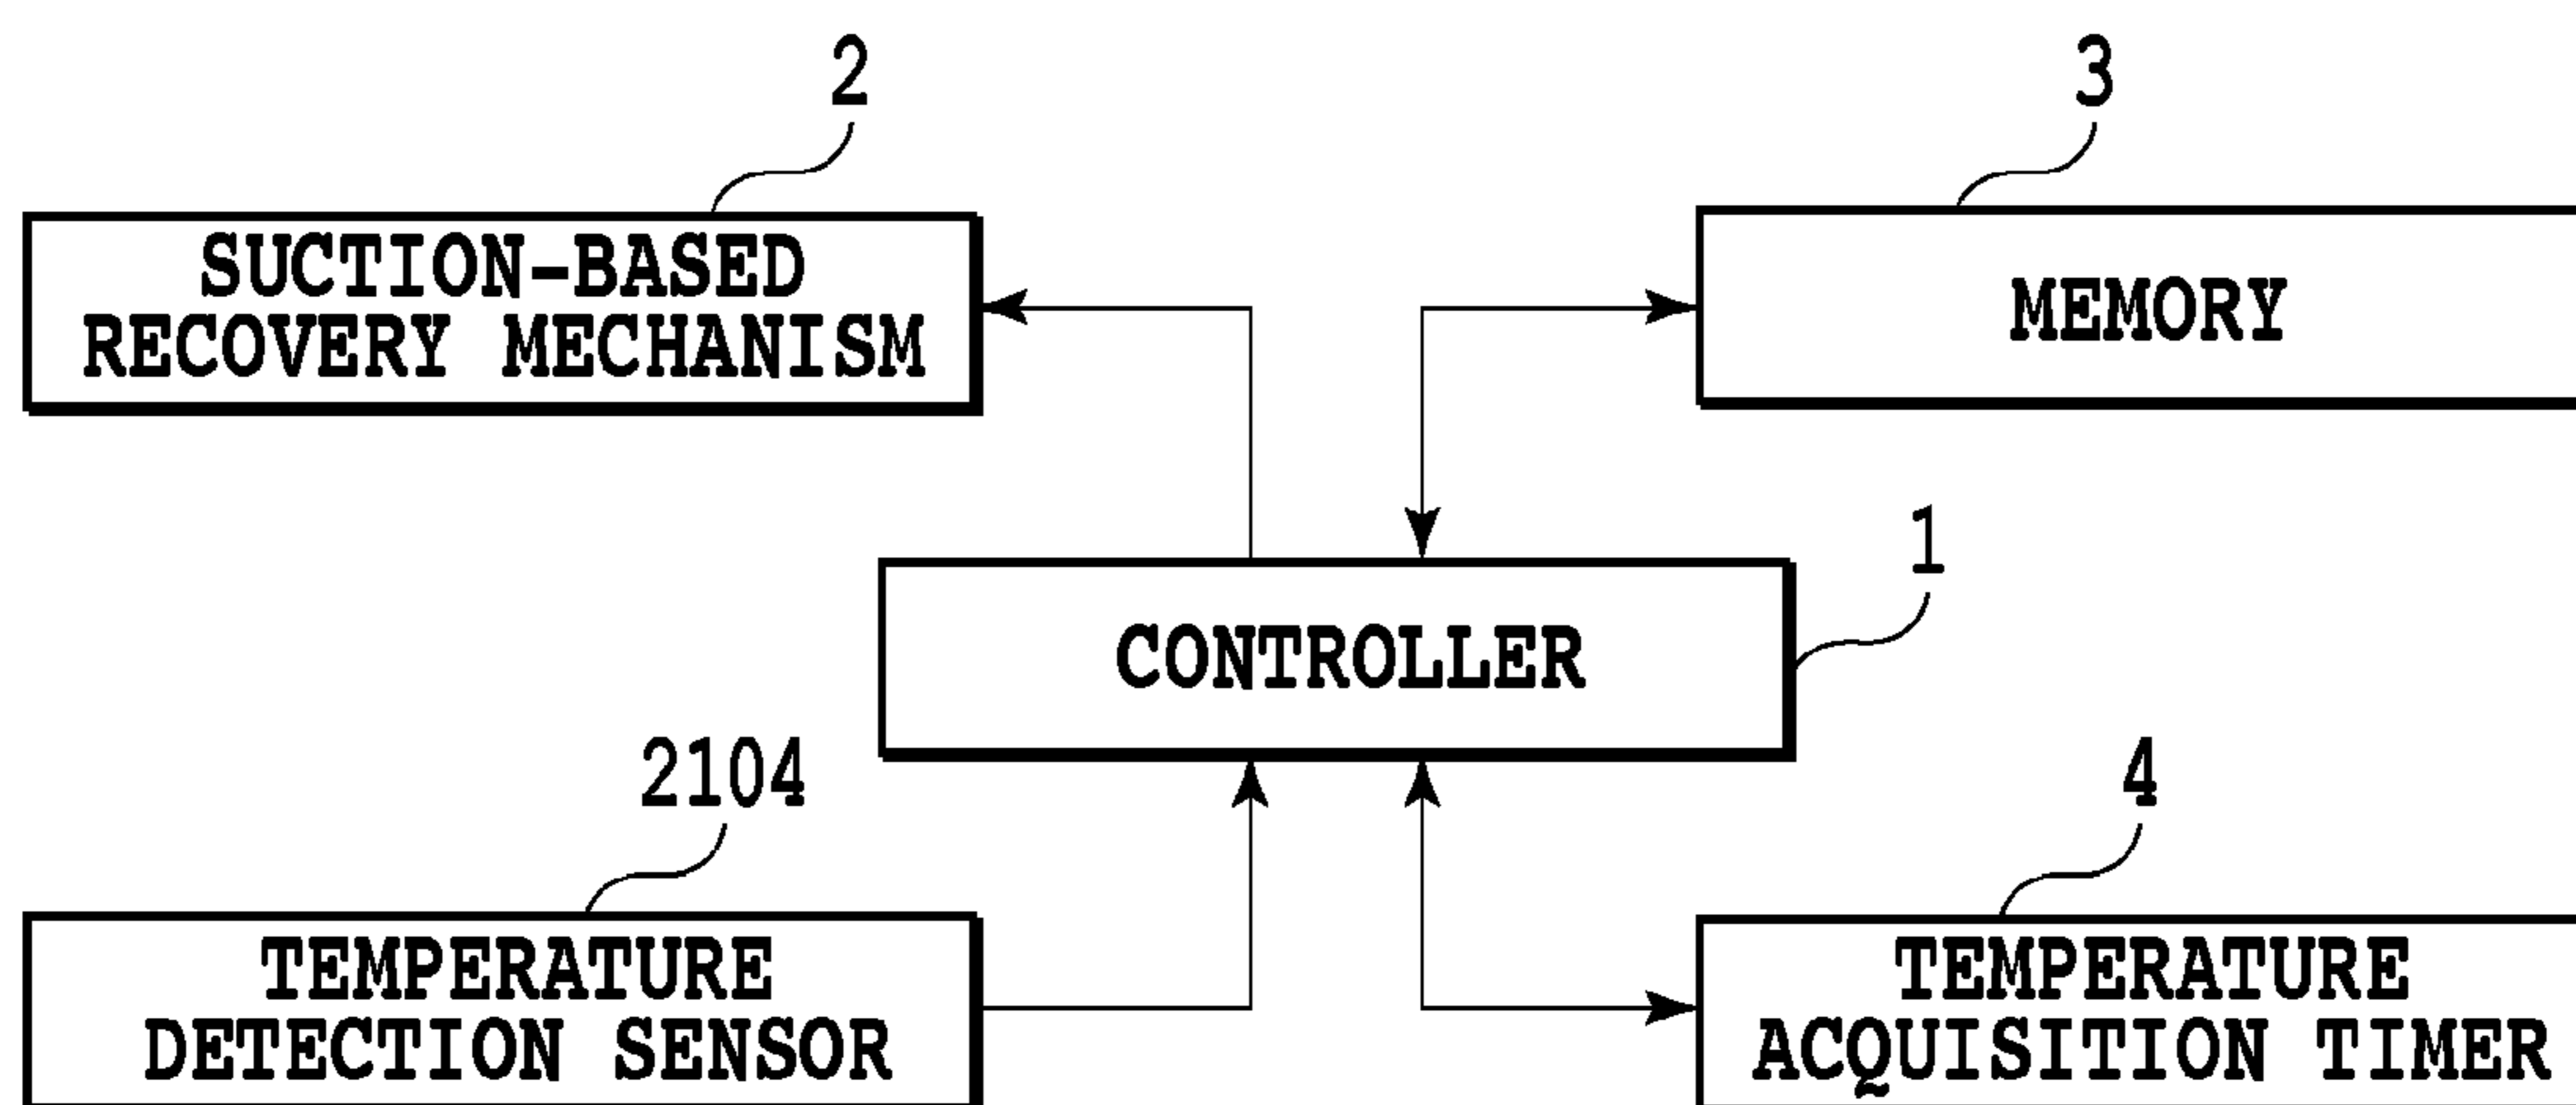 2
3
SUCTION-BASED
RECOVERY MECHANISM
MEMORY
1
CONTROLLER
2104
4
TEMPERATURE
DETECTION SENSOR
TEMPERATURE
ACQUISITION TIMER